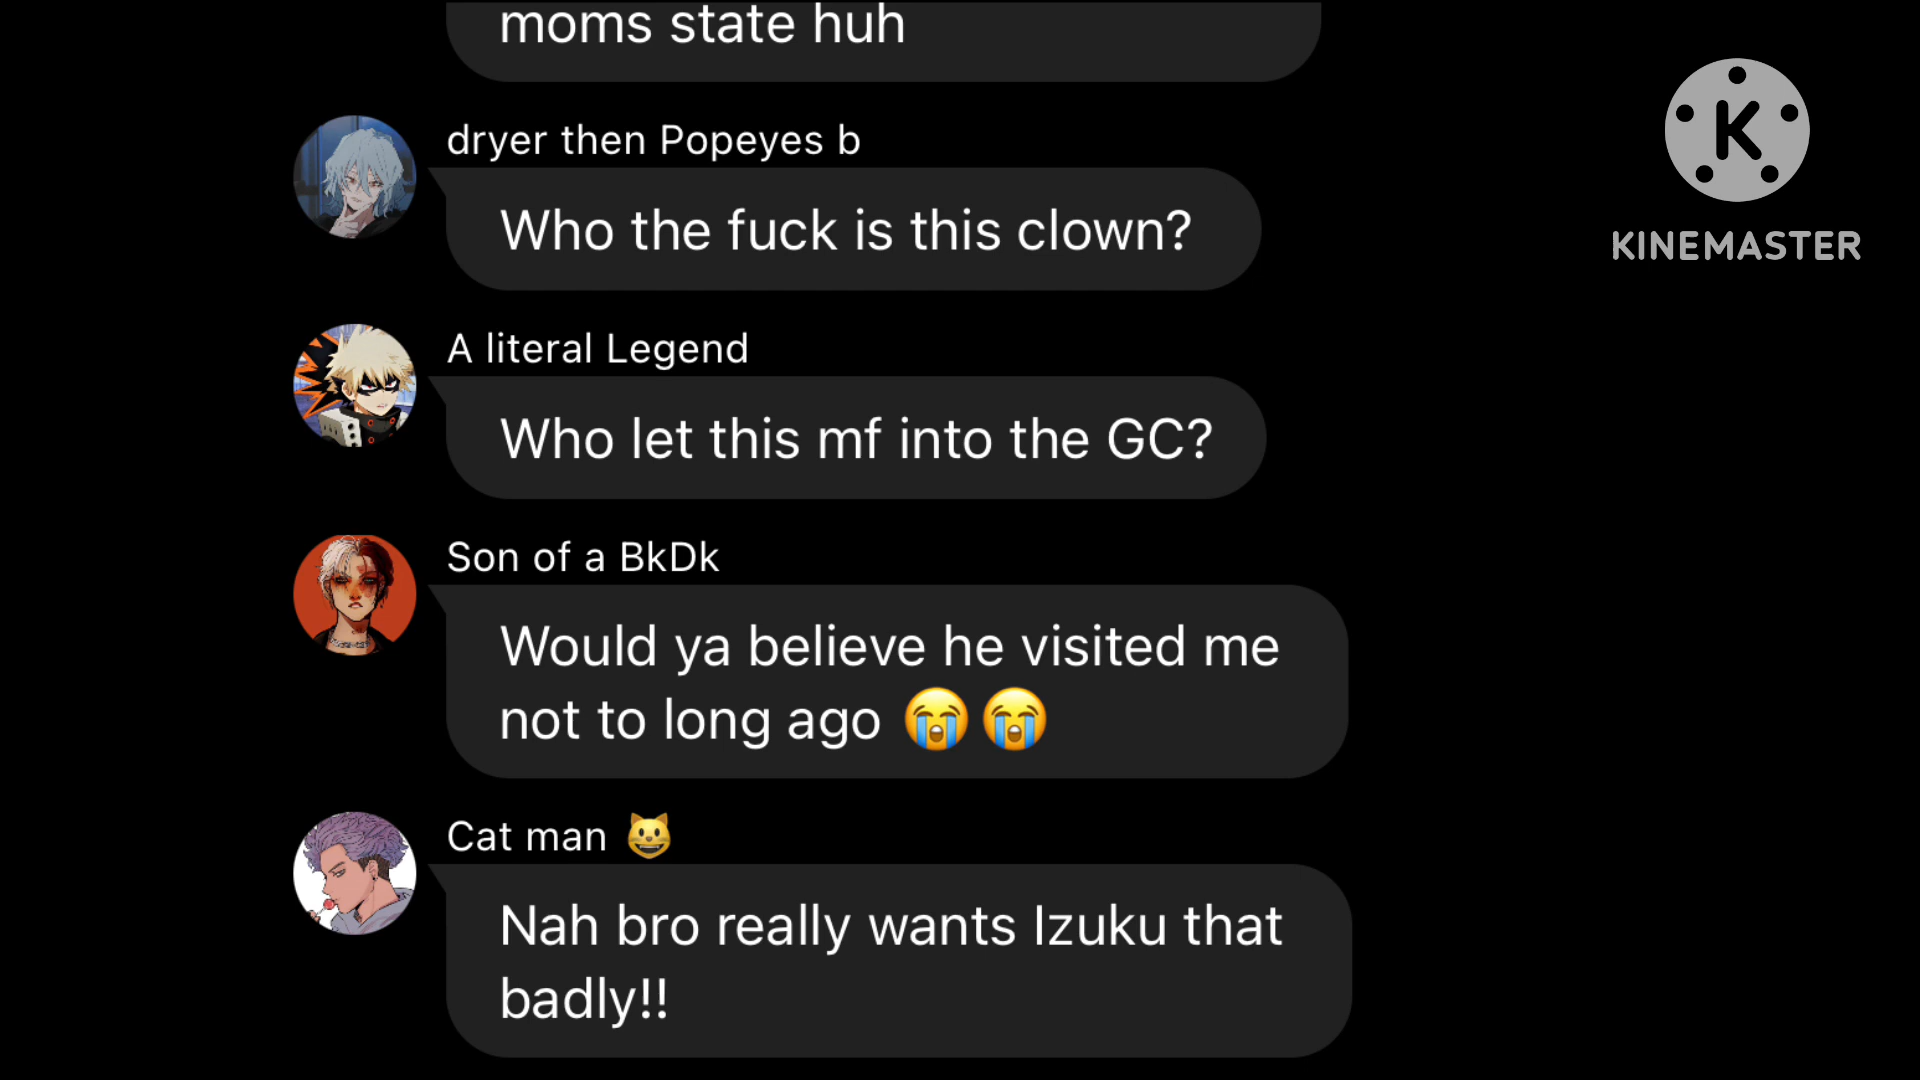 moms state huh
dryer then Popeyes b
Who the fuck is this clown?
A literal Legend
Who let this mf into the GC?
Son of a BkDk
Would ya believe he visited me
not to long ago 😭😭
Cat man 😺
Nah bro really wants Izuku that
badly!!
K
KINEMASTER